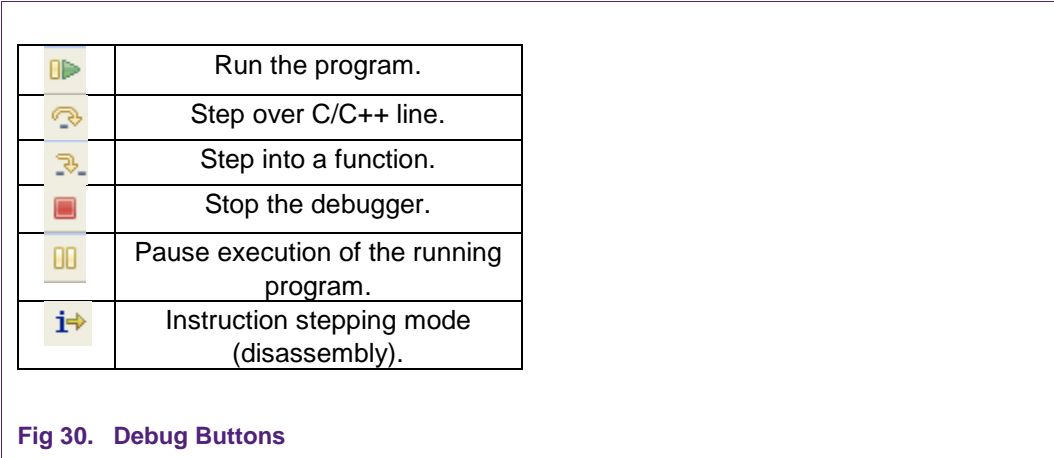 Run the program.
Step over C/C++ line.
Step into a function.
Stop the debugger.
Pause execution of the running
program.
i
Instruction stepping mode
(disassembly).
Fig 30. Debug Buttons